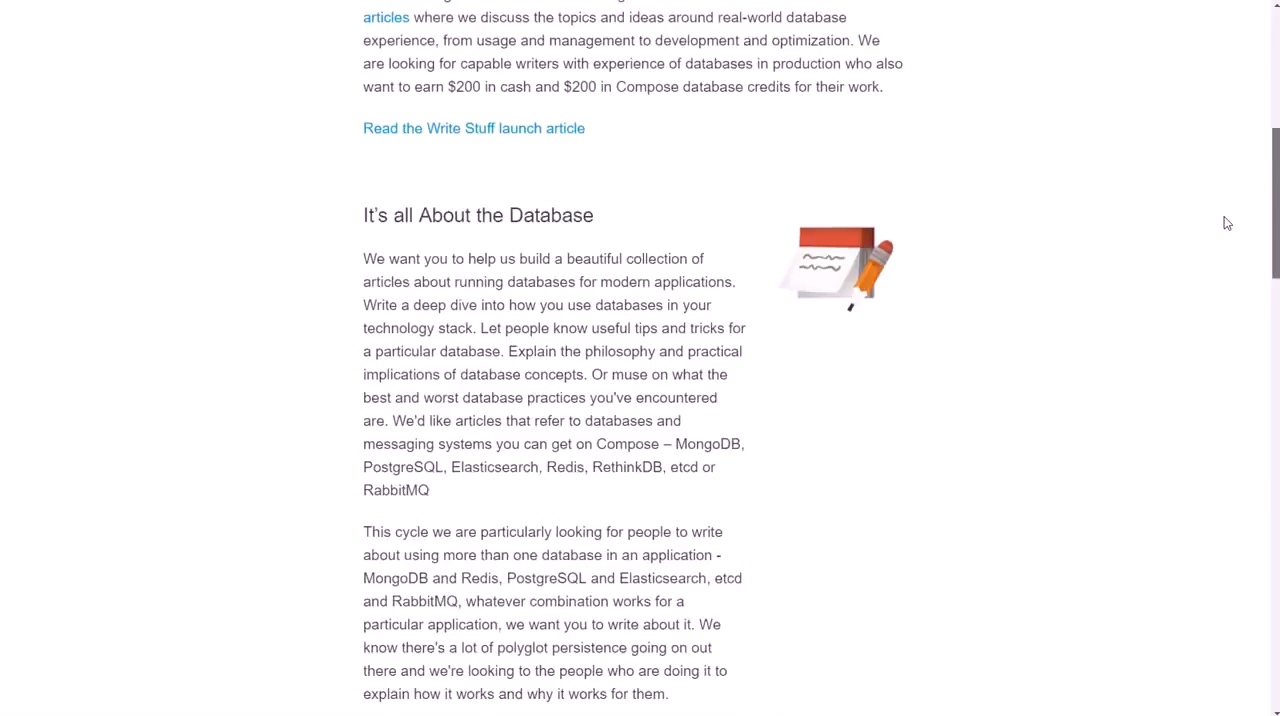 articles where we discuss the topics and ideas around real-world database
experience, from usage and management to development and optimization. We
are looking for capable writers with experience of databases in production who also
want to earn $200 in cash and $200 in Compose database credits for their work.
Read the Write Stuff launch article
It’s all About the Database
We want you to help us build a beautiful collection of
articles about running databases for modern applications.
Write a deep dive into how you use databases in your
technology stack. Let people know useful tips and tricks for
a particular database. Explain the philosophy and practical
implications of database concepts. Or muse on what the
best and worst database practices you've encountered
are. We'd like articles that refer to databases and
messaging systems you can get on Compose – MongoDB,
PostgreSQL, Elasticsearch, Redis, RethinkDB, etcd or
RabbitMQ
This cycle we are particularly looking for people to write
about using more than one database in an application -
MongoDB and Redis, PostgreSQL and Elasticsearch, etcd
and RabbitMQ, whatever combination works for a
particular application, we want you to write about it. We
know there's a lot of polyglot persistence going on out
there and we're looking to the people who are doing it to
explain how it works and why it works for them.